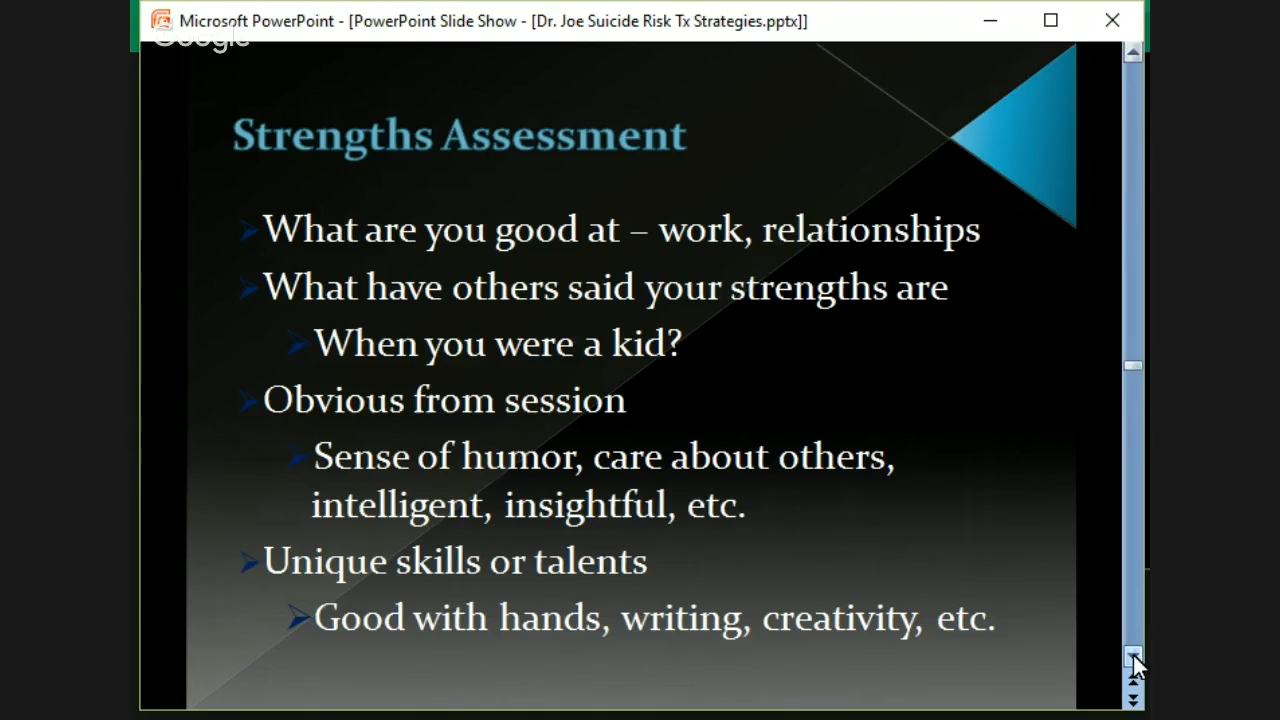 Microsoft PowerPoint - [PowerPoint Slide Show - [Dr. Joe Suicide Risk Tx Strategies.pptx]]
Google
Strengths Assessment
What are you good at – work, relationships
What have others said your strengths are
When you were a kid?
Obvious from session
Sense of humor, care about others,
intelligent, insightful, etc.
Unique skills or talents
Good with hands, writing, creativity, etc.